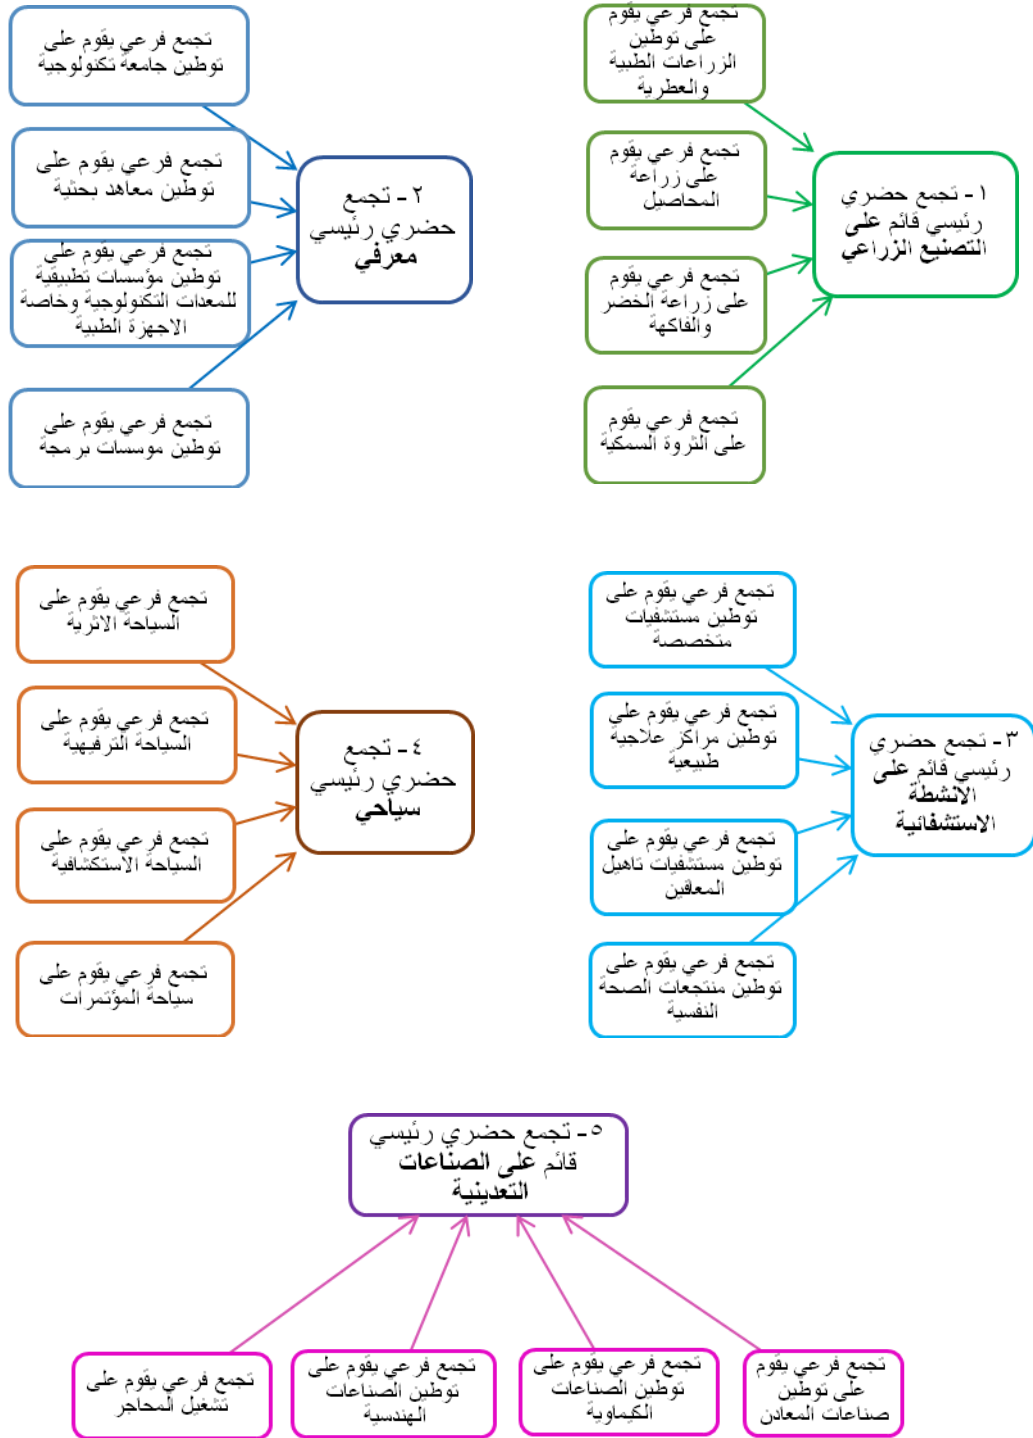 تجمع فرعي يقوم
على توطين
الزراعات الطبية
والعطرية
تجمع فرعي يقوم
على زراعة
المحاصيل
تجمع فرعي يقوم
على زراعة الخضر
والفاكهة
تجمع فرعي يقوم
على الثروة السمكية
١- تجمع حضري
رئيسي قائم على
التصنيع الزراعي
تجمع فرعي يقوم على
توطين جامعة تكنولوجية
تجمع فرعي يقوم على
توطين معاهد بحثية
تجمع فرعي يقوم على
توطين مؤسسات تطبيقية
للمعدات التكنولوجية وخاصة
الاجهزة الطبية
تجمع فرعي يقوم على
توطين موسسات برمجة
٢- تجمع
حضري رئيسي
معرفي
تجمع فرعي يقوم على
توطين مستشفيات
متخصصة
تجمع فرعي يقوم على
توطين مراكز علاجية
طبيعية
تجمع فرعي يقوم على
توطين مستشفيات تاهيل
المعاقين
تجمع فرعي يقوم على
توطين منتجعات الصحة
النفسية
٣- تجمع حضري
رئيسي قائم على
الأنشطة
الاستشفائية
تجمع فرعي يقوم على
السياحة الاثرية
تجمع فرعي يقوم على
السياحة الترفيهية
تجمع فرعي يقوم على
السياحة الاستكشافية
تجمع فرعي يقوم على
سياحة المؤتمرات
٤- تجمع
حضري رئيسي
سياحي
٥- تجمع حضري رئيسي
قائم على الصناعات
التعدينية
تجمع فرعي يقوم
على توطين
صناعات المعادن
تجمع فرعي يقوم على
توطين الصناعات
الكيماوية
تجمع فرعي يقوم على
توطين الصناعات
الهندسية
تجمع فرعي يقوم على
تشغيل المحاجر